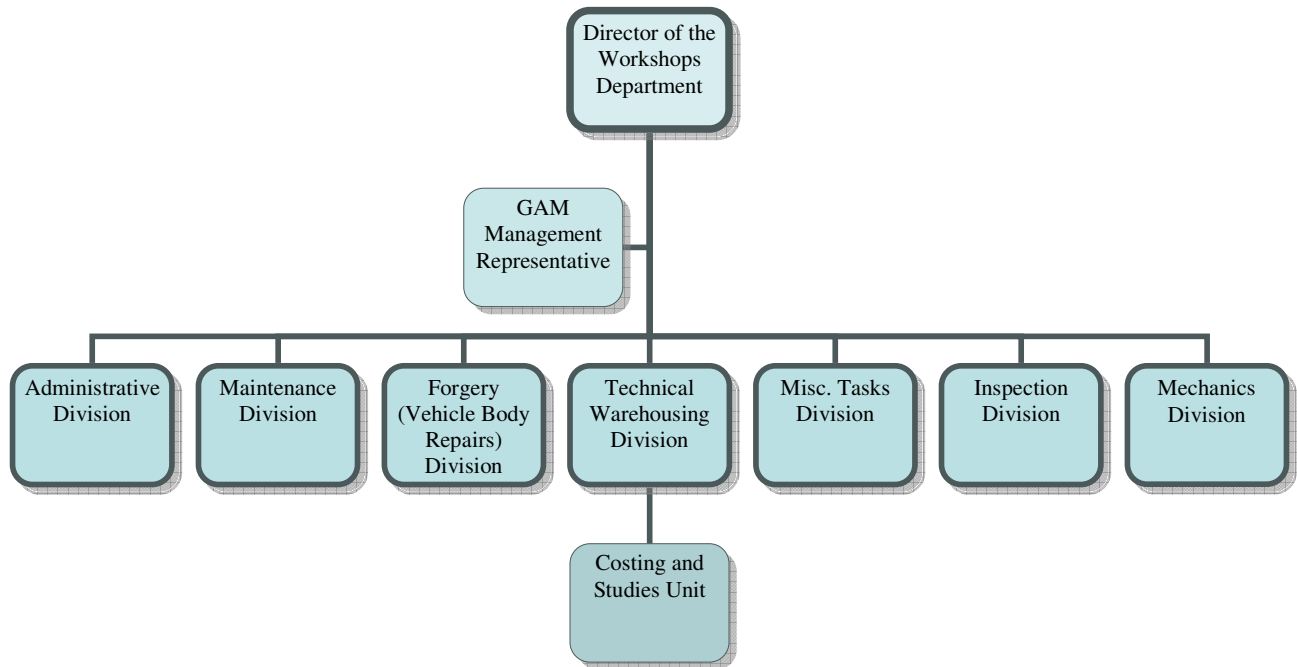 Director of the
Workshops
Department
GAM
Management
Representative
Administrative
Division
Maintenance
Division
Forgery
(Vehicle Body
Repairs)
Division
Technical
Warehousing
Division
Misc. Tasks
Division
Inspection
Division
Mechanics
Division
Costing and
Studies Unit